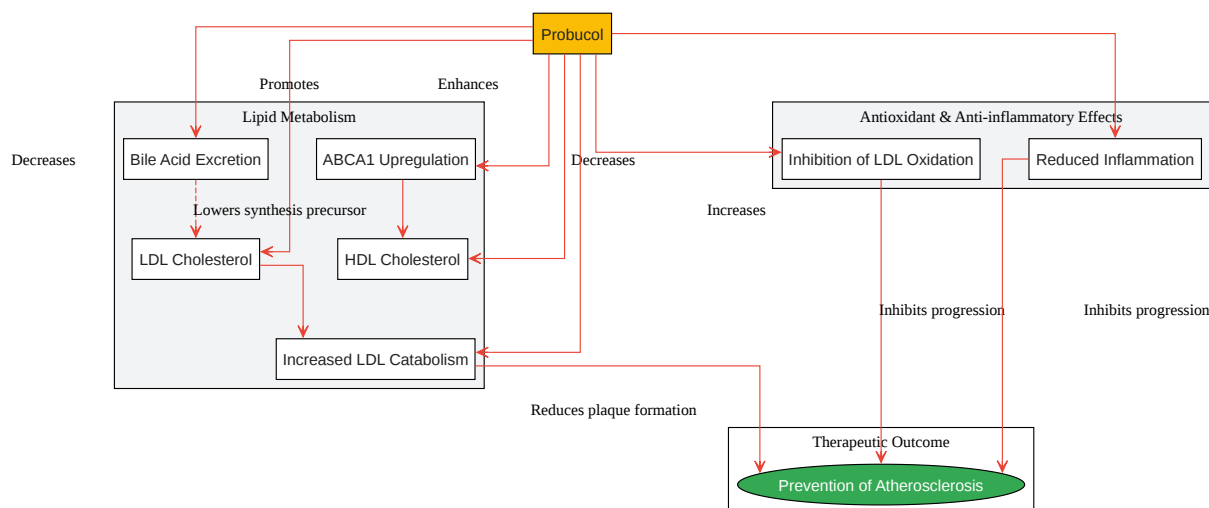 Probucol
Promotes
Enhances
Lipid Metabolism
Antioxidant & Anti-inflammatory Effects
Decreases
Bile Acid Excretion
ABCA1 Upregulation
Decreases
Inhibition of LDL Oxidation
Reduced Inflammation
Lowers synthesis precursor
Increases
LDL Cholesterol
HDL Cholesterol
Inhibits progression
Inhibits progression
Increased LDL Catabolism
Reduces plaque formation
Therapeutic Outcome
Prevention of Atherosclerosis